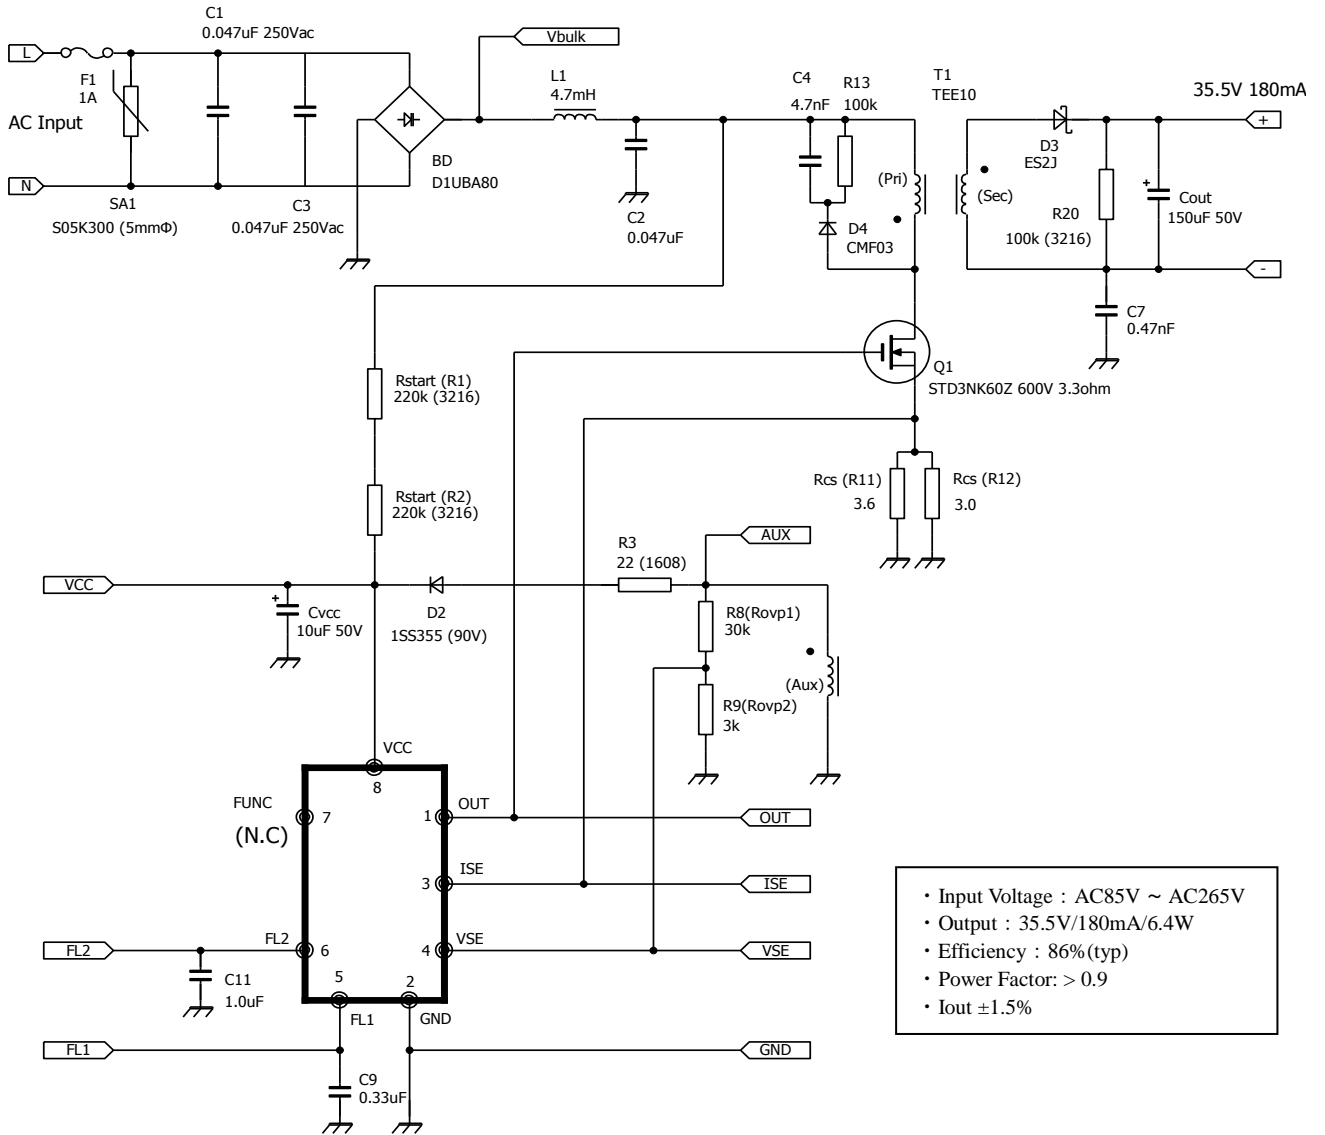 C1
0.047uF 250Vac
Vbulk
L
F1
1A
AC Input
N
SA1
S05K300 (5mmΦ)
C3
0.047uF 250Vac
BD
D1UBA80
L1
4.7mH
C2
0.047uF
C4
4.7nF
R13
100k
T1
TEE10
(Pri)
(Sec)
D4
CMF03
35.5V 180mA
+
D3
ES2J
R20
100k (3216)
+
Cout
150uF 50V
-
C7
0.47nF
Q1
STD3NK60Z 600V 3.3ohm
Rstart (R1)
220k (3216)
Rcs (R11)
3.6
Rcs (R12)
3.0
Rstart (R2)
220k (3216)
AUX
R3
22 (1608)
VCC
+
Cvcc
10uF 50V
D2
1SS355 (90V)
R8(Rovp1)
30k
(Aux)
R9(Rovp2)
3k
VCC
8
FUNC
7
(N.C)
1
OUT
OUT
3
ISE
ISE
FL2
FL2
6
4
VSE
VSE
C11
1.0uF
5
2
FL1
GND
FL1
GND
C9
0.33uF
・Input Voltage : AC85V ~ AC265V
・Output : 35.5V/180mA/6.4W
・Efficiency : 86%(typ)
・Power Factor: > 0.9
・Iout ±1.5%